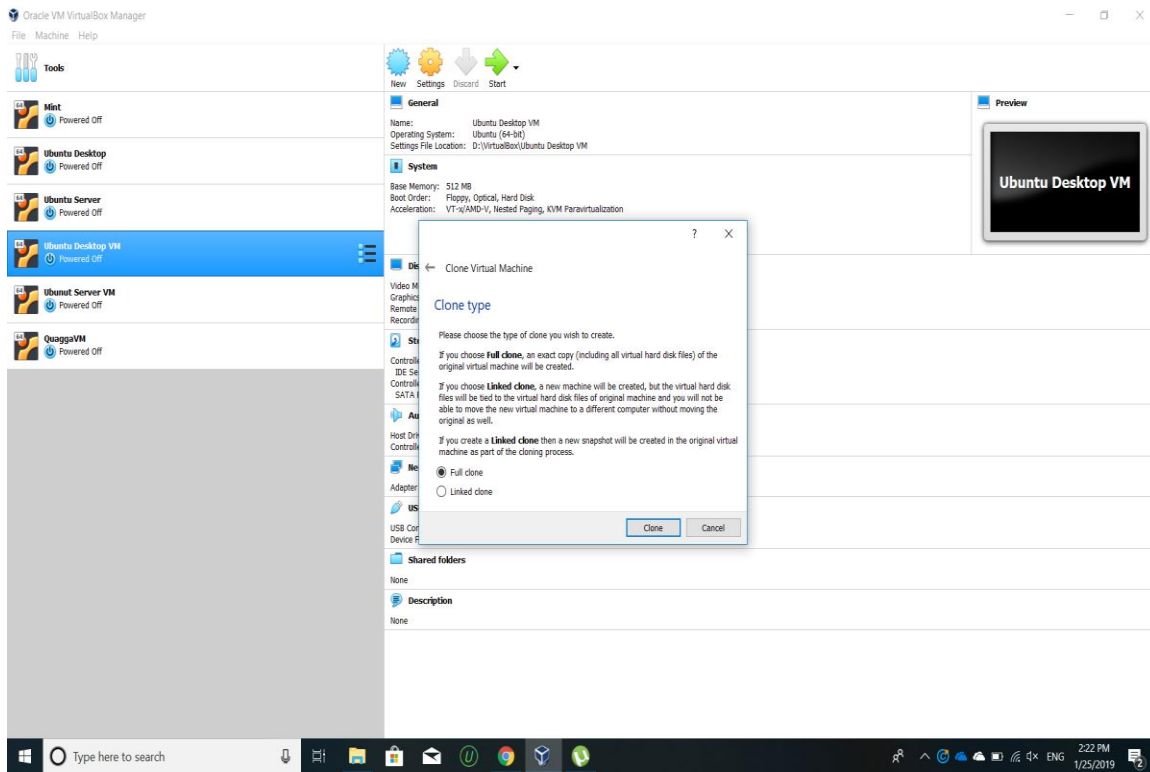 Oracle VM VirtualBox Manager
File Machine Help
Tools
New Settings Discard Start
64
Mint
Powered Off
64
Ubuntu Desktop
Powered Off
64
Ubuntu Server
Powered Off
64
Ubuntu Desktop VM
Powered Off
64
Ubunut Server VM
Powered Off
64
QuaggaVM
Powered Off
General
Name: Ubuntu Desktop VM
Operating System: Ubuntu (64-bit)
Settings File Location: D:\VirtualBox\Ubuntu Desktop VM
Preview
Ubuntu Desktop VM
System
Base Memory: 512 MB
Boot Order: Floppy, Optical, Hard Disk
Acceleration: VT-x/AMD-V, Nested Paging, KVM Paravirtualization
Video M
Graphics
Remote
Recordin
Controlle
IDE Se
Controlle
SATA
Host Driv
Controlle
Adapter
USB Con
Device F
? X
Clone Virtual Machine
Clone type
Please choose the type of clone you wish to create.
If you choose Full clone, an exact copy (including all virtual hard disk files) of the
original virtual machine will be created.
If you choose Linked clone, a new machine will be created, but the virtual hard disk
files will be tied to the virtual hard disk files of original machine and you will not be
able to move the new virtual machine to a different computer without moving the
original as well.
If you create a Linked clone then a new snapshot will be created in the original virtual
machine as part of the cloning process.
Full clone
Linked clone
Clone Cancel
Shared folders
None
Description
None
Type here to search
ENG
2:22 PM
1/25/2019
2